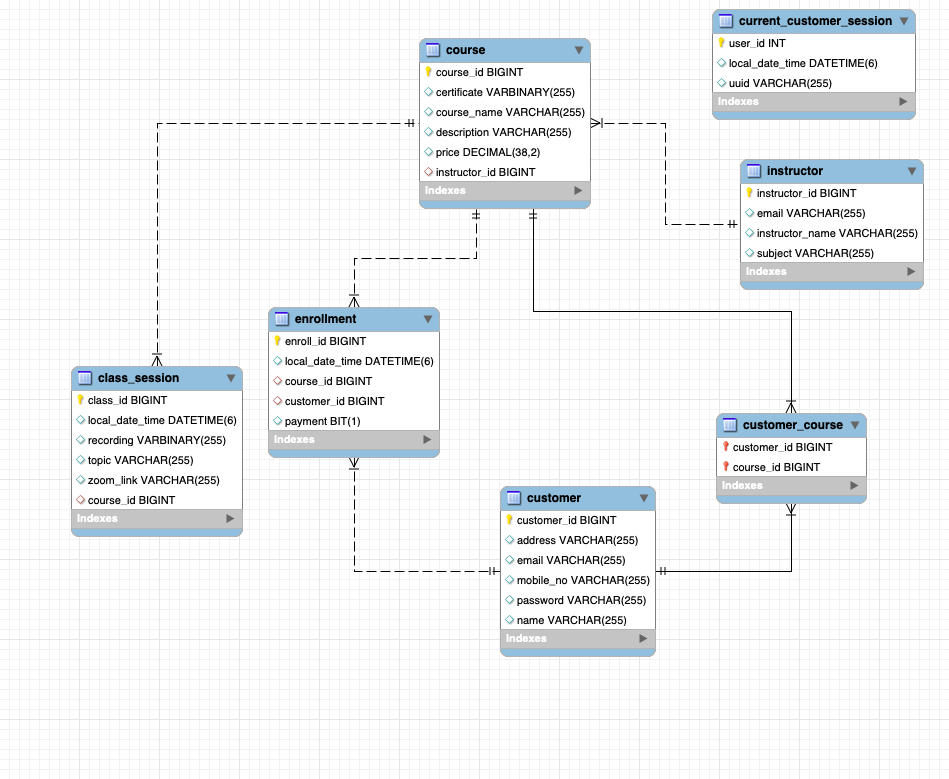 current_customer_session
user_id INT
local_date_time DATETIME(6)
uuid VARCHAR(255)
Indexes
course
course_id BIGINT
certificate VARBINARY(255)
course_name VARCHAR(255)
description VARCHAR(255)
price DECIMAL(38,2)
instructor_id BIGINT
Indexes
instructor
instructor_id BIGINT
email VARCHAR(255)
instructor_name VARCHAR(255)
subject VARCHAR(255)
Indexes
enrollment
enroll_id BIGINT
local_date_time DATETIME(6)
course_id BIGINT
customer_id BIGINT
payment BIT(1)
Indexes
class_session
class_id BIGINT
local_date_time DATETIME(6)
recording VARBINARY(255)
topic VARCHAR(255)
zoom_link VARCHAR(255)
course_id BIGINT
Indexes
customer_course
customer_id BIGINT
course_id BIGINT
Indexes
customer
customer_id BIGINT
address VARCHAR(255)
email VARCHAR(255)
mobile_no VARCHAR(255)
password VARCHAR(255)
name VARCHAR(255)
Indexes